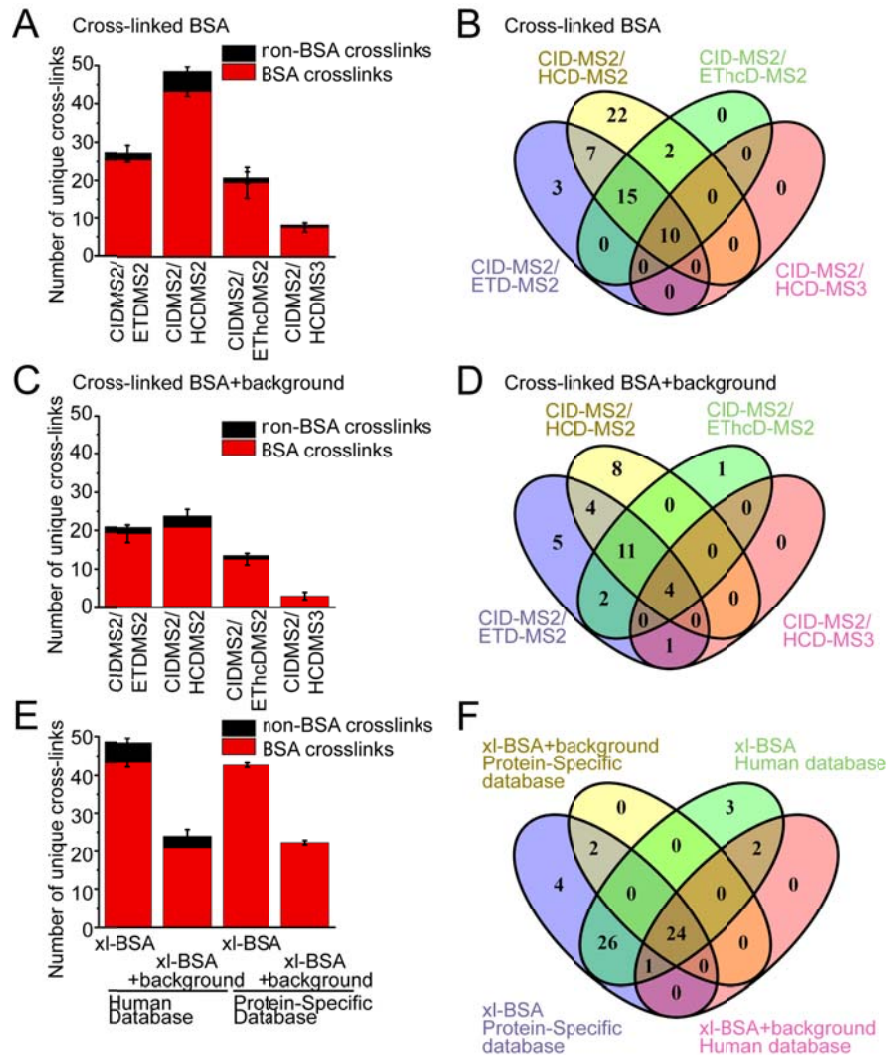 A Cross-linked BSA
Number of unique cross-links
50
40
30
20
10
0
non-BSA crosslinks
BSA crosslinks
CIDMS2/
ETDMS2
CIDMS2/
HCDMS2
CIDMS2/
EThcDMS2
CIDMS2/
HCDMS3
B Cross-linked BSA
CID-MS2/
HCD-MS2
CID-MS2/
EThcD-MS2
22
0
7
2
0
3
15
0
0
10
0
0
0
0
0
CID-MS2/
ETD-MS2
CID-MS2/
HCD-MS3
C Cross-linked BSA+background
Number of unique cross-links
50
40
30
20
10
0
non-BSA crosslinks
BSA crosslinks
CIDMS2/
ETDMS2
CIDMS2/
HCDMS2
CIDMS2/
EThcDMS2
CIDMS2/
HCDMS3
D Cross-linked BSA+background
CID-MS2/
HCD-MS2
CID-MS2/
EThcD-MS2
8
1
4
0
0
5
11
0
0
2
4
0
0
0
1
CID-MS2/
ETD-MS2
CID-MS2/
HCD-MS3
E
Number of unique cross-links
50
40
30
20
10
0
non-BSA crosslinks
BSA crosslinks
xl-BSA
xl-BSA
+background
xl-BSA
xl-BSA
+background
Human
Database
Protein-Specific
Database
F
xl-BSA+background
Protein-Specific
database
xl-BSA
Human database
0
3
2
0
2
4
0
0
0
26
24
0
1
0
0
xl-BSA
Protein-Specific
database
xl-BSA+background
Human database